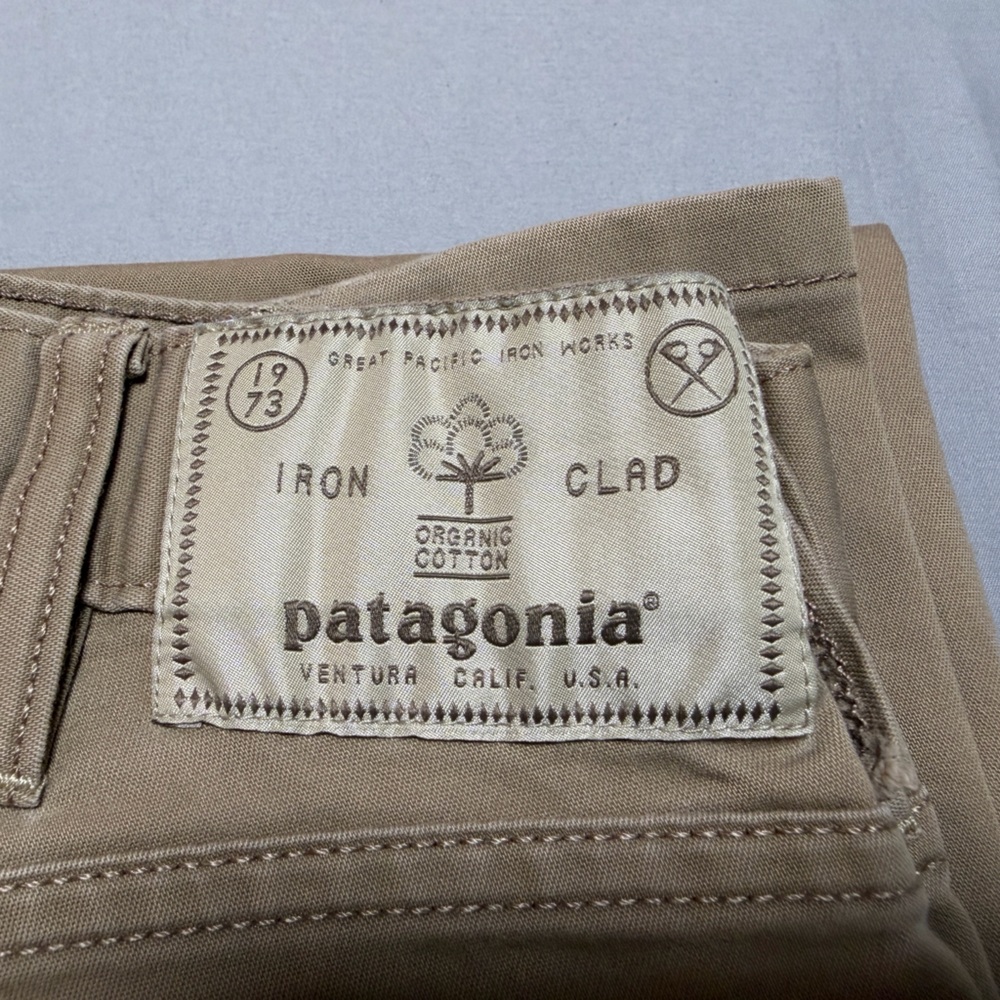 GREAT PACIFIC IRON WORKS
19
73
IRON CLAD
ORGANIC
COTTON
patagonia®
VENTURA CALIF. U.S.A.